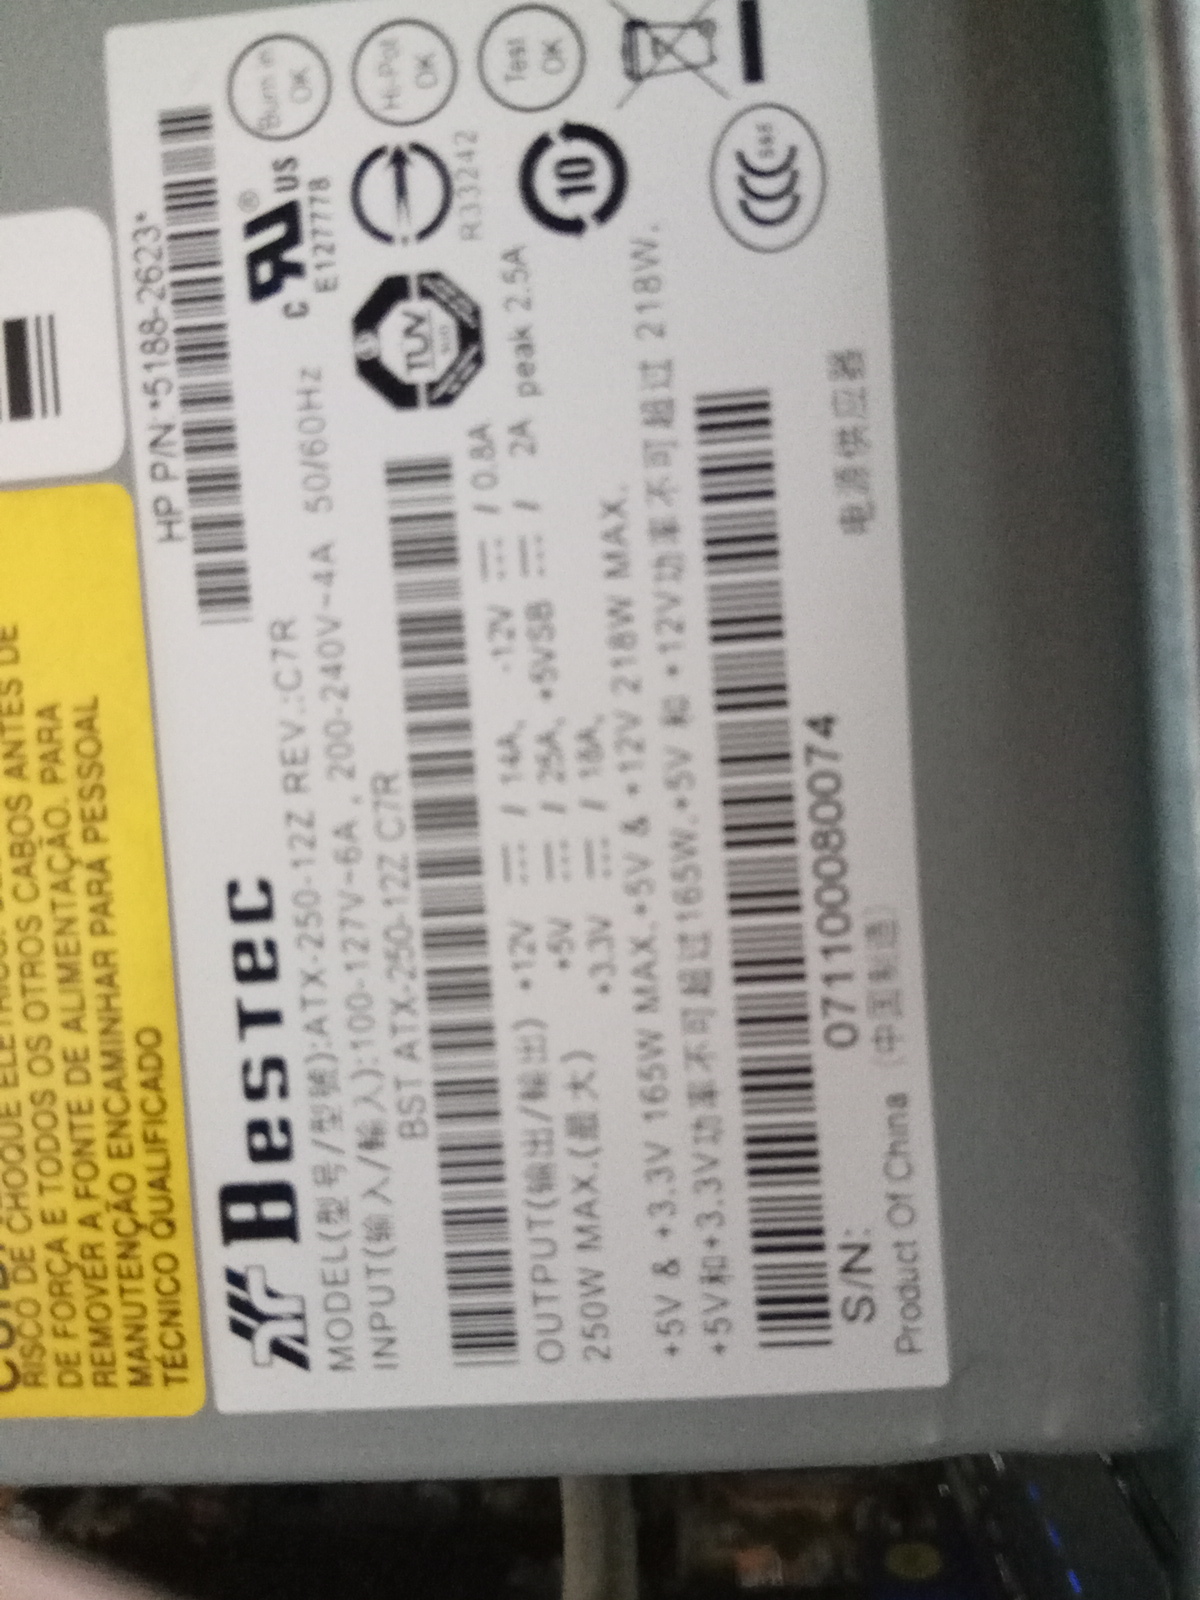 RISCO DE CHOQUE
DE FORÇA E TODOS OS OUTROS CABOS ANTES DE
REMOVER A FONTE DE ALIMENTAÇÃO. PARA
MANUTENÇÃO ENCAMINHAR PARA PESSOAL
TÉCNICO QUALIFICADO
HP P/N *5188-2623*
Bestec
MODEL(型号/型號):ATX-250-12Z REV.:C7R
INPUT(输入/輸入):100-127V~6A , 200-240V~4A 50/60Hz
BST ATX-250-12Z C7R
OUTPUT(输出/輸出) +12V / 14A, -12V / 0.8A
250W MAX.(最大) +5V / 25A, +5VSB / 2A peak 2.5A
+3.3V / 18A,
+5V & +3.3V 165W MAX.+5V & +12V 218W MAX.
+5V和+3.3V功率不可超过165W.+5V 和 +12V功率不可超过 218W.
S/N: 071100080074
Product Of China (中国制造) 电源供应器
c RU ® US
E127778
Burn in OK
Hi-Pot OK
Test OK
TUV
R33242
10
CCC S&E